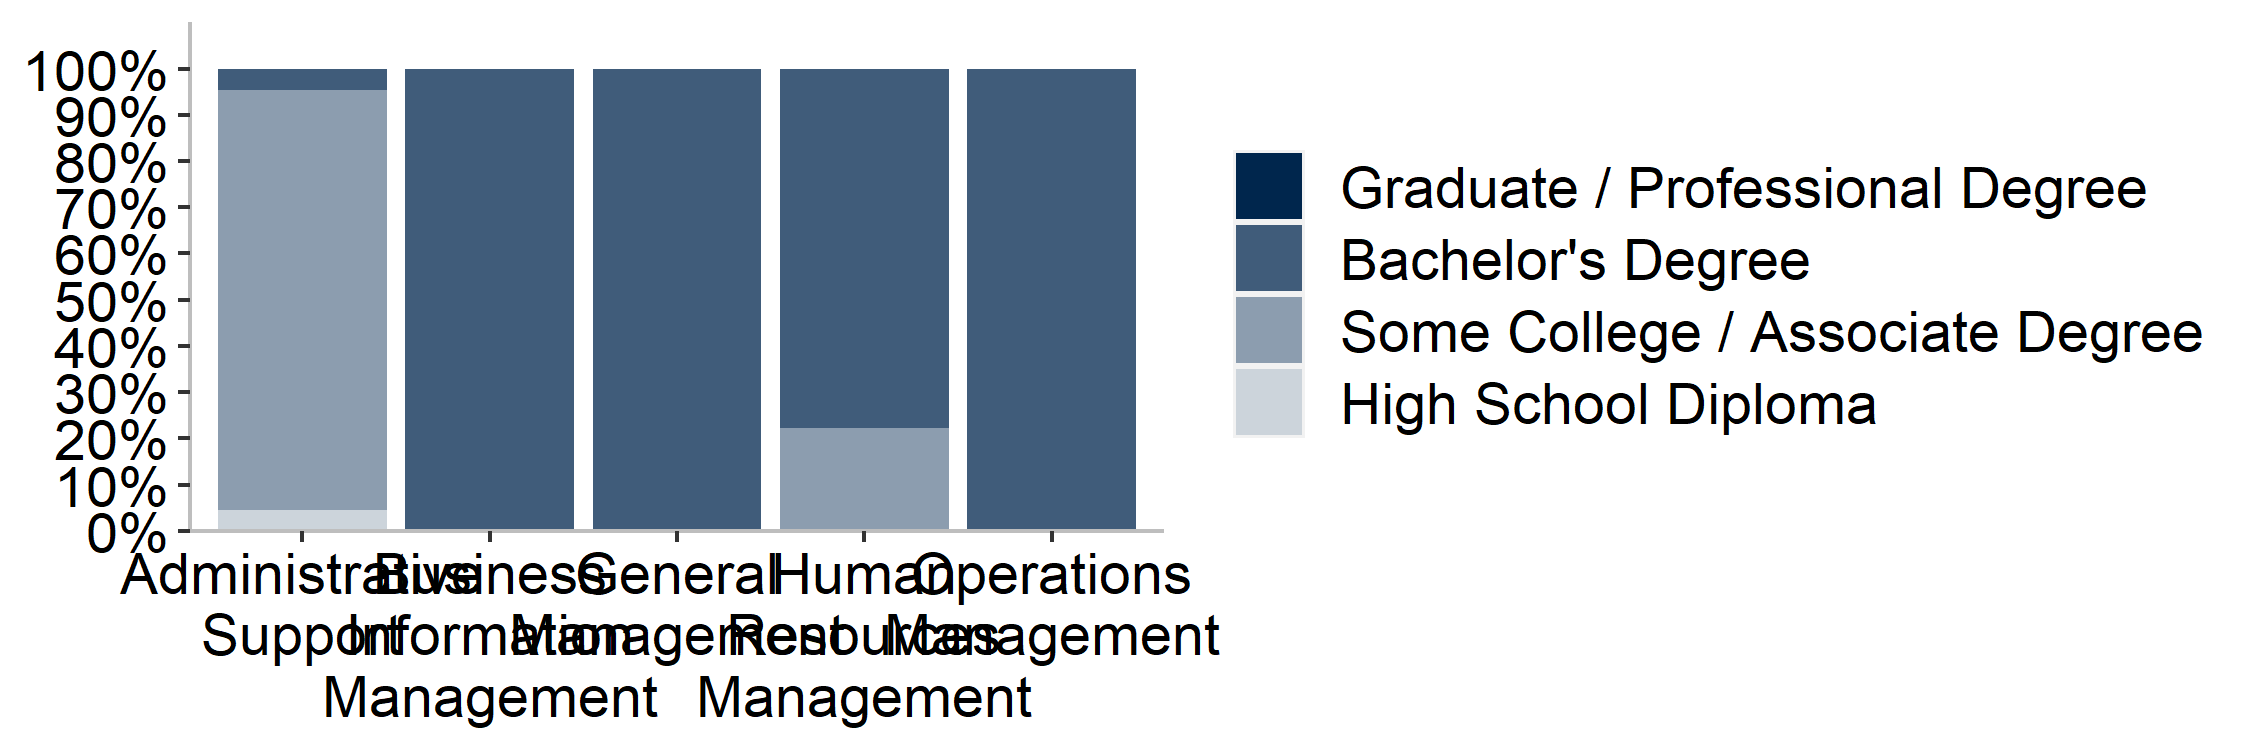 100%
90%
80%
70%
60%
50%
40%
30%
20%
10%
0%
Administrative
Support
Business
Information
Management
General
Management
Human
Resources
Management
Operations
Management
Graduate / Professional Degree
Bachelor's Degree
Some College / Associate Degree
High School Diploma